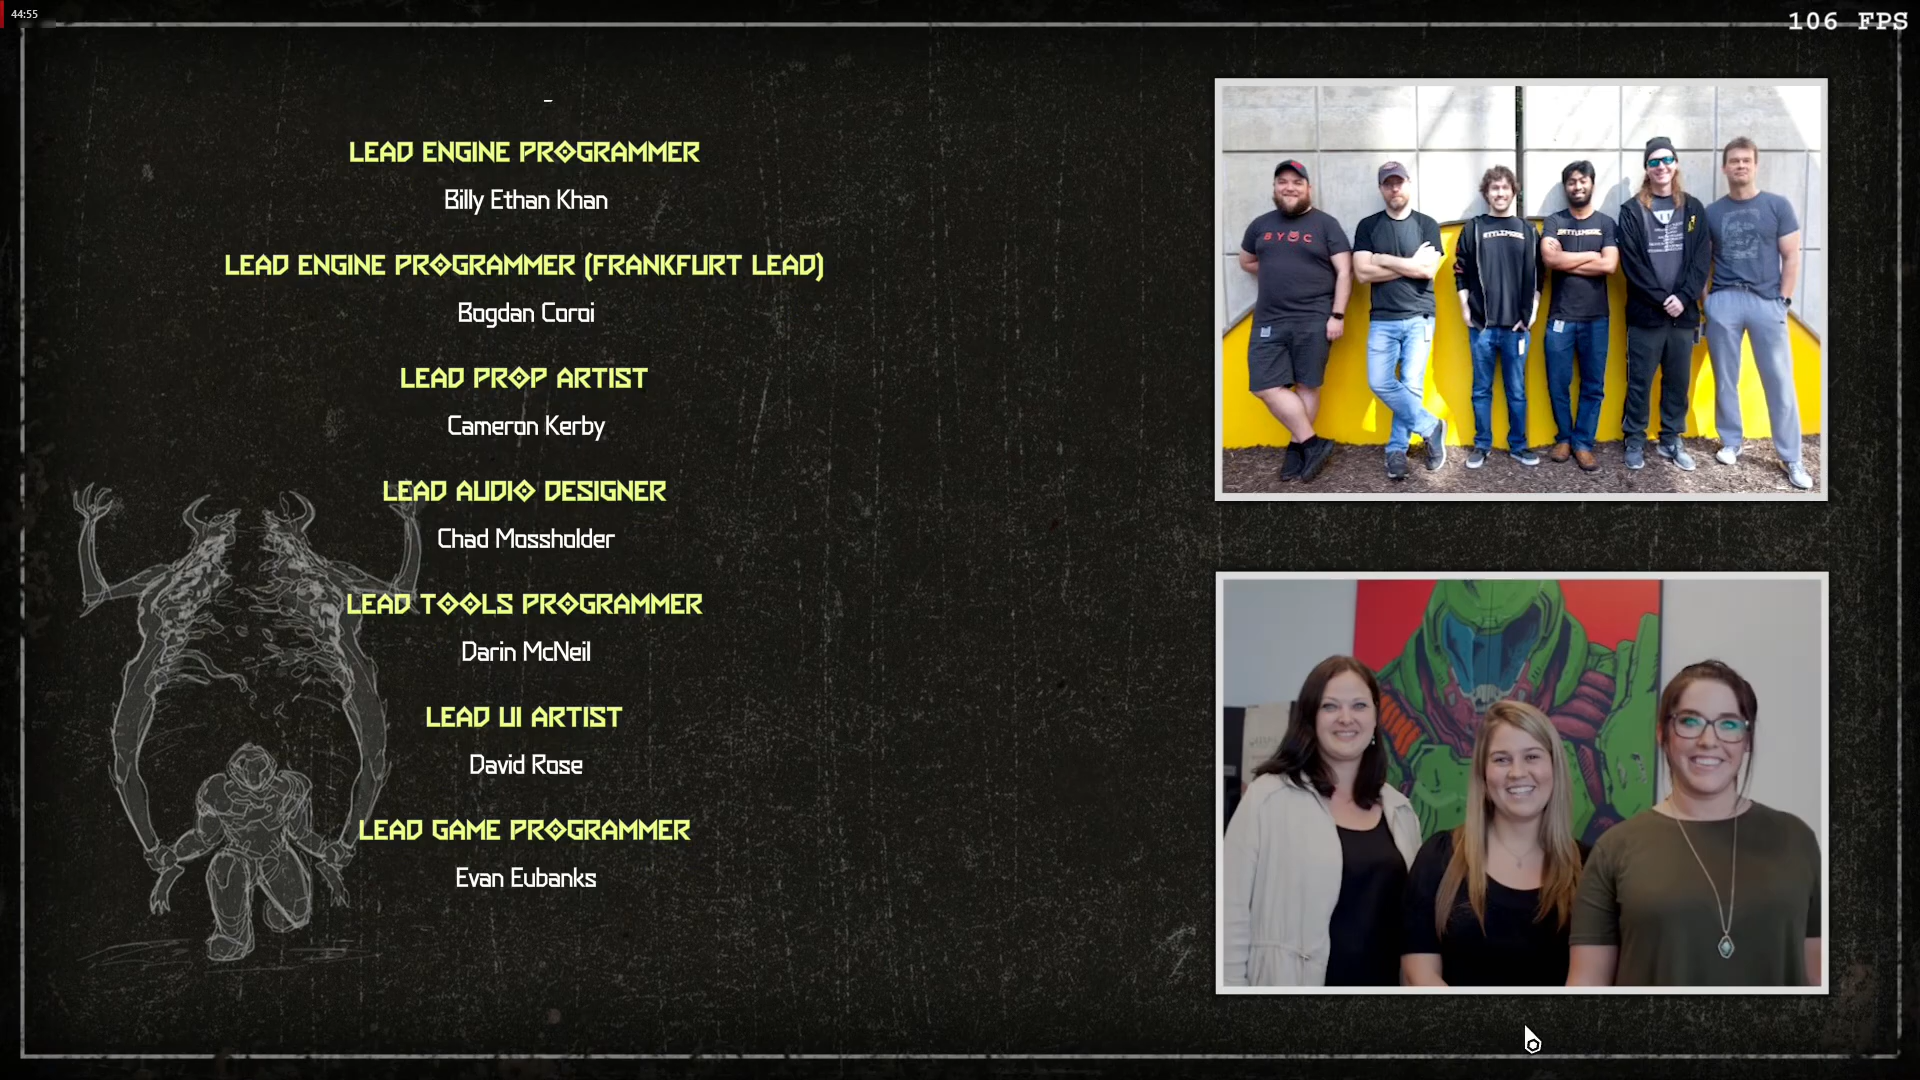 44:55
106 FPS
-
LEAD ENGINE PROGRAMMER
Billy Ethan Khan
LEAD ENGINE PROGRAMMER (FRANKFURT LEAD)
Bogdan Coroi
LEAD PROP ARTIST
Cameron Kerby
LEAD AUDIO DESIGNER
Chad Mossholder
LEAD TOOLS PROGRAMMER
Darin McNeil
LEAD UI ARTIST
David Rose
LEAD GAME PROGRAMMER
Evan Eubanks
BYOC
BATTLEMODE